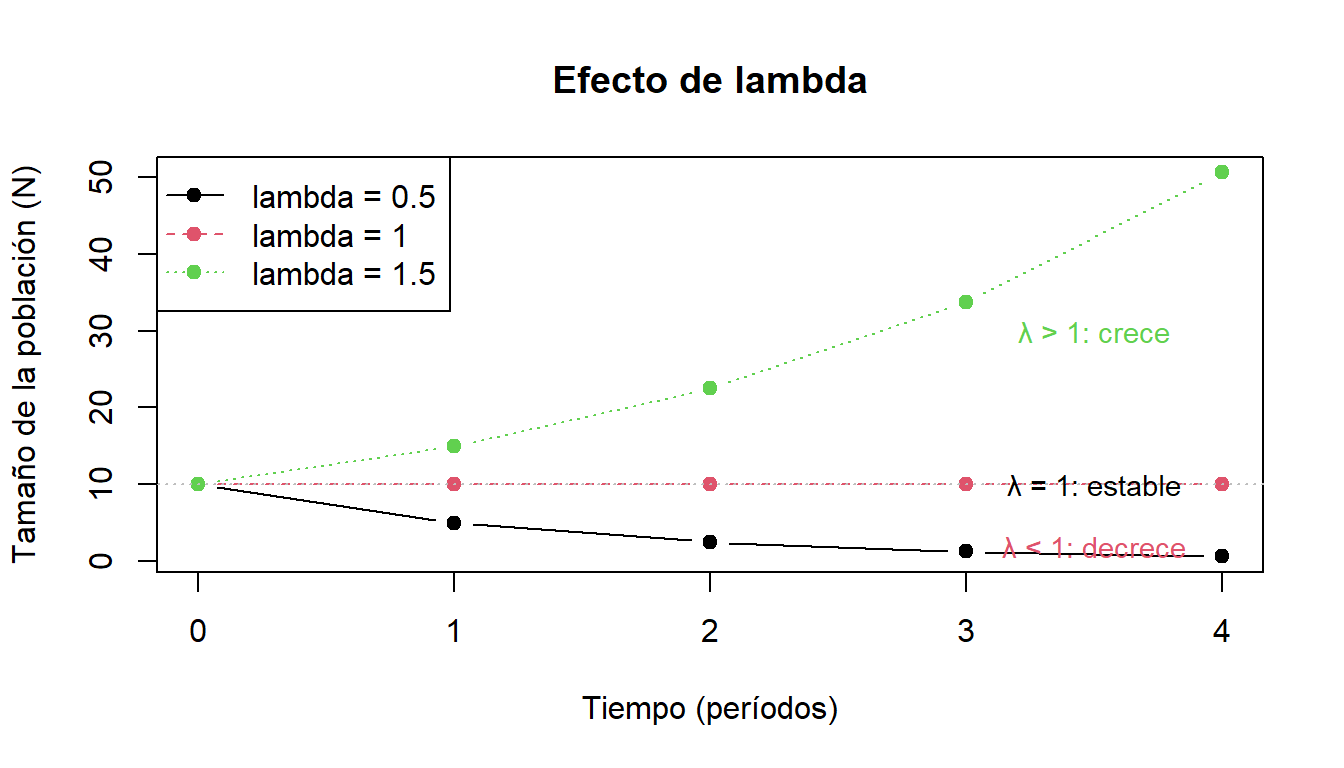 Efecto de lambda
Tamaño de la población (N)
50
40
30
20
10
0
lambda = 0.5
lambda = 1
lambda = 1.5
λ > 1: crece
λ = 1: estable
λ < 1: decrece
0 1 2 3 4
Tiempo (períodos)